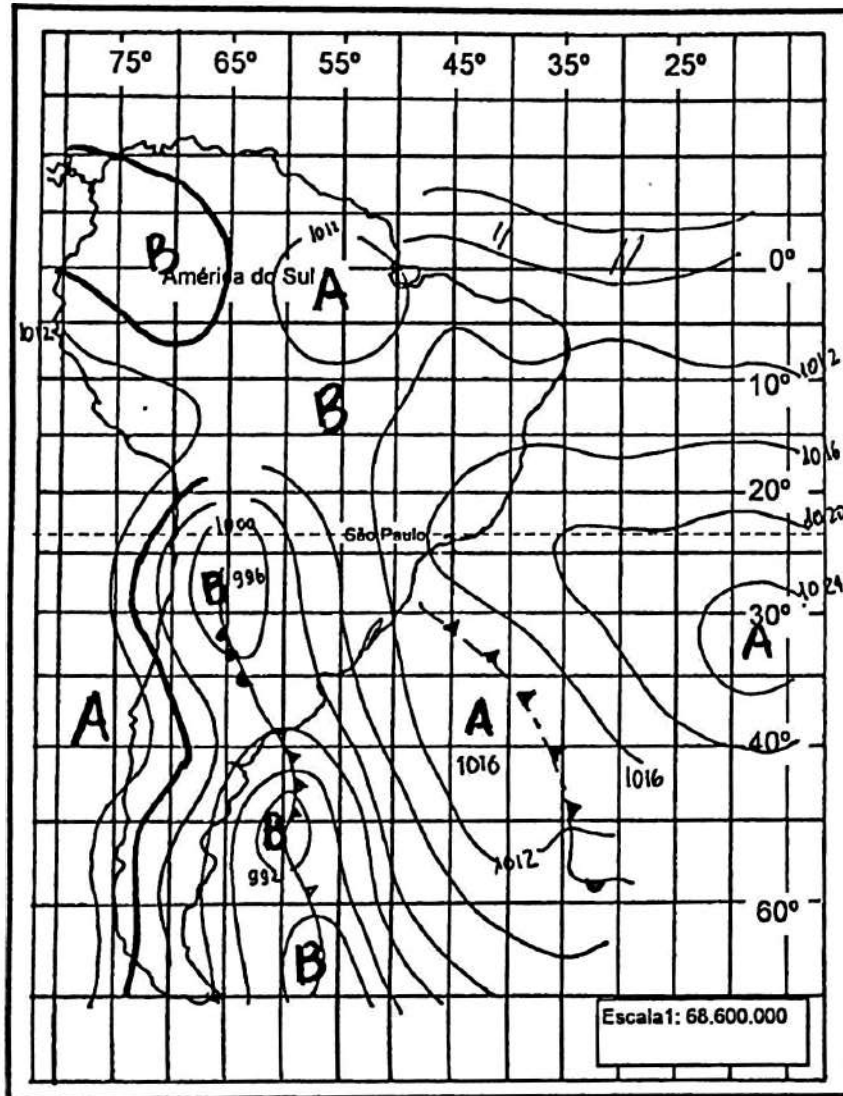 75º 65º 55º 45º 35º 25º
1012
B
América do Sul
A
0º
1012
1012
10º
B
1016
20º
1020
1000
São Paulo
B
996
1024
30º
A
A
A
40º
1016
1016
B
992
1012
60º
B
Escala1: 68.600.000